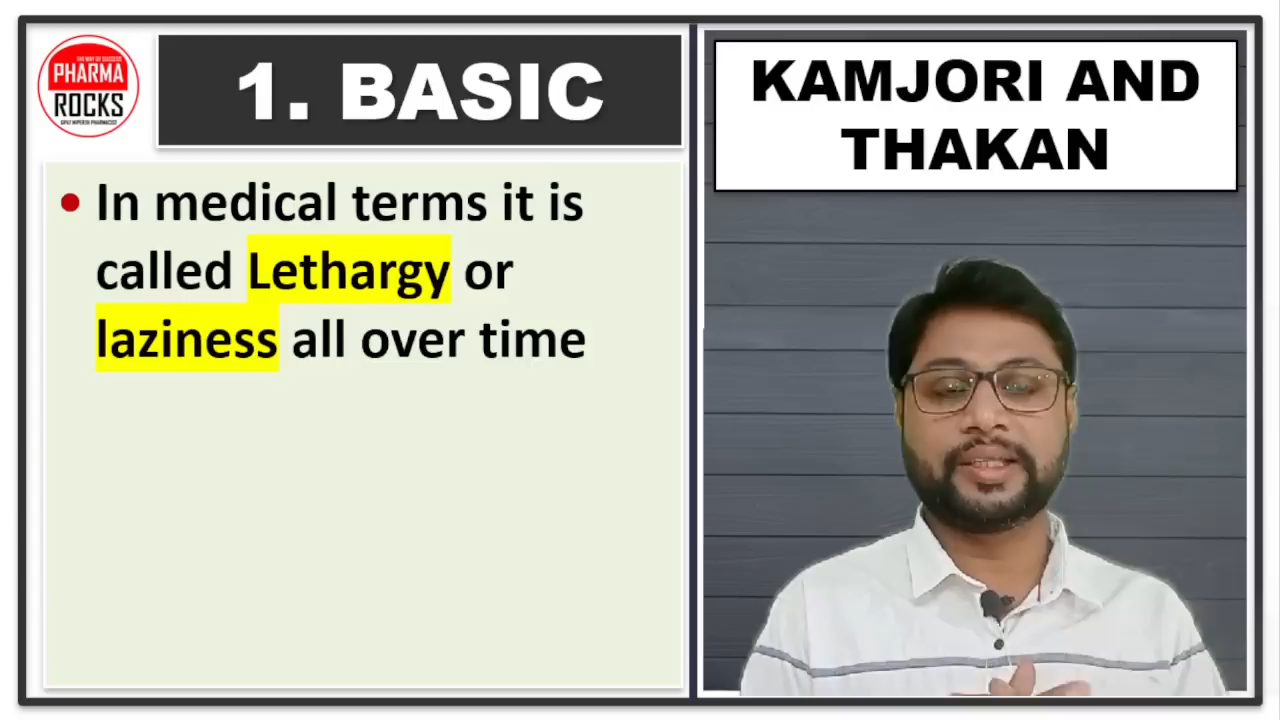 PHARMA
ROCKS
1. BASIC
• In medical terms it is
called Lethargy or
laziness all over time
KAMJORI AND
THAKAN